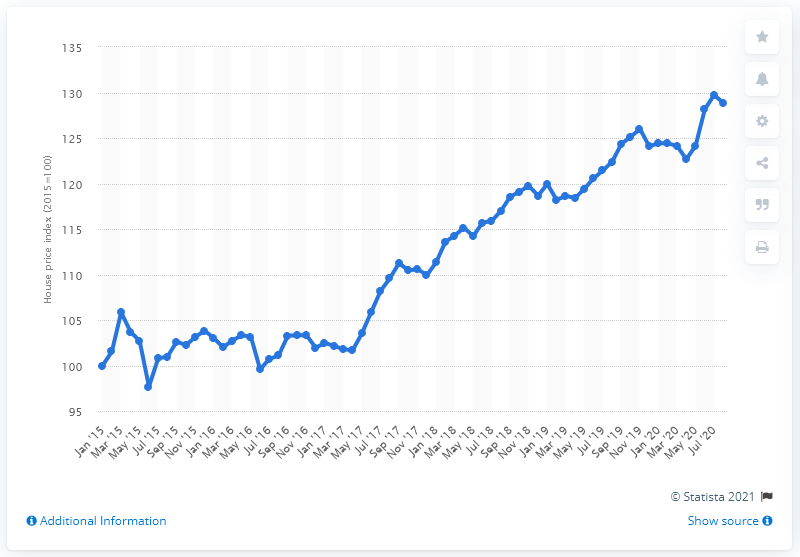 135
130
125
120
115
110
105
100
95
House price index (2015=100)
Jan '15
Mar '15
May '15
Jul '15
Sep '15
Nov '15
Jan '16
Mar '16
May '16
Jul '16
Sep '16
Nov '16
Jan '17
Mar '17
May '17
Jul '17
Sep '17
Nov '17
Jan '18
Mar '18
May '18
Jul '18
Sep '18
Nov '18
Jan '19
Mar '19
May '19
Jul '19
Sep '19
Nov '19
Jan '20
Mar '20
May '20
Jul '20
© Statista 2021
Additional Information
Show source